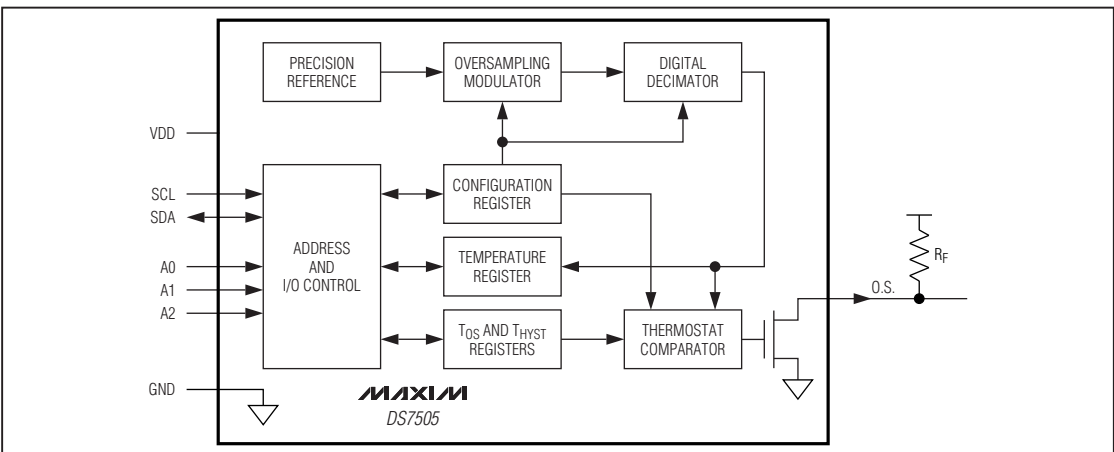 PRECISION
REFERENCE
OVERSAMPLING
MODULATOR
DIGITAL
DECIMATOR
VDD
SCL
SDA
A0
A1
A2
GND
ADDRESS
AND
I/O CONTROL
CONFIGURATION
REGISTER
TEMPERATURE
REGISTER
TOS AND THYST
REGISTERS
THERMOSTAT
COMPARATOR
O.S.
RF
MAXIM
DS7505